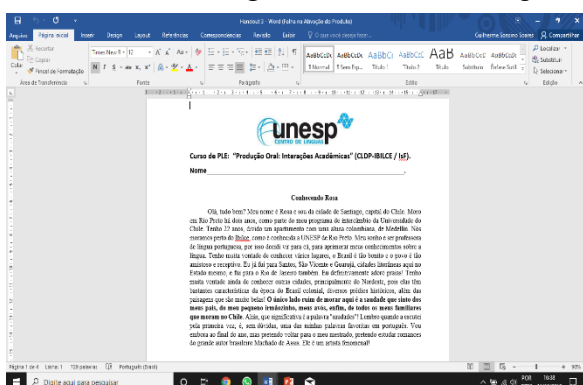 Handout 3 - Word (Falha na Ativação do Produto)
Arquivo Página Inicial Inserir Design Layout Referências Correspondências Revisão Exibir O que você deseja fazer... Guilherme Compartilhar
Recortar
Copiar
Pincel de Formatação
Colar
Times New R 12
Localizar
Substituir
Selecionar
AaBbCcDc AaBbCcDc AaBbCc AaBbCcC AaB AaBbCcC AaBbCcDc
1 Normal 1 Sem Esp... Título 1 Título 2 Título Subtítulo Ênfase Sutil
Área de Transferência Fonte Parágrafo Estilo Edição
unesp
CENTRO DE LÍNGUAS
Curso de PLE: “Produção Oral: Interações Acadêmicas” (CLDP-IBILCE / IsF).
Nome
Conhecendo Rosa
Olá, tudo bem? Meu nome é Rosa e sou da cidade de Santiago, capital do Chile. Moro
em Rio Preto há dois anos, como parte de meu programa de intercâmbio da Universidade do
Chile. Tenho 22 anos, divido um apartamento com uma aluna colombiana, de Medellín. Nós
moramos perto do Ibilce, como é conhecida a UNESP de Rio Preto. Meu sonho é ser professora
de língua portuguesa, por isso decidi vir para cá, para aprimorar meus conhecimentos sobre a
língua. Tenho muita vontade de conhecer vários lugares, o Brasil é tão bonito e o povo é tão
amistoso e receptivo. Eu já fui para Santos, São Vicente e Guarujá, cidades litorâneas aqui no
Estado mesmo, e fui para o Rio de Janeiro também. Eu definitivamente adoro praias! Tenho
muita vontade ainda de conhecer outras cidades, principalmente do Nordeste, pois elas têm
bastantes características da época do Brasil colonial, diversos prédios históricos, além das
paisagens que são muito belas! O único lado ruim de morar aqui é a saudade que sinto dos
meus pais, do meu pequeno irmãozinho, meus avós, enfim, de todos os meus familiares
que moram no Chile. Aliás, que significativa é a palavra “saudades”! Lembro quando a escutei
pela primeira vez, é, sem dúvidas, uma das minhas palavras favoritas em português. Vou
embora ao final do ano, mas pretendo voltar para o meu mestrado, pretendo estudar romances
do grande autor brasileiro Machado de Assis. Ele é um artista fenomenal!
Página 1 de 4 Linha: 1 Português (Brasil)
Digite aqui para pesquisar
POR 16:38